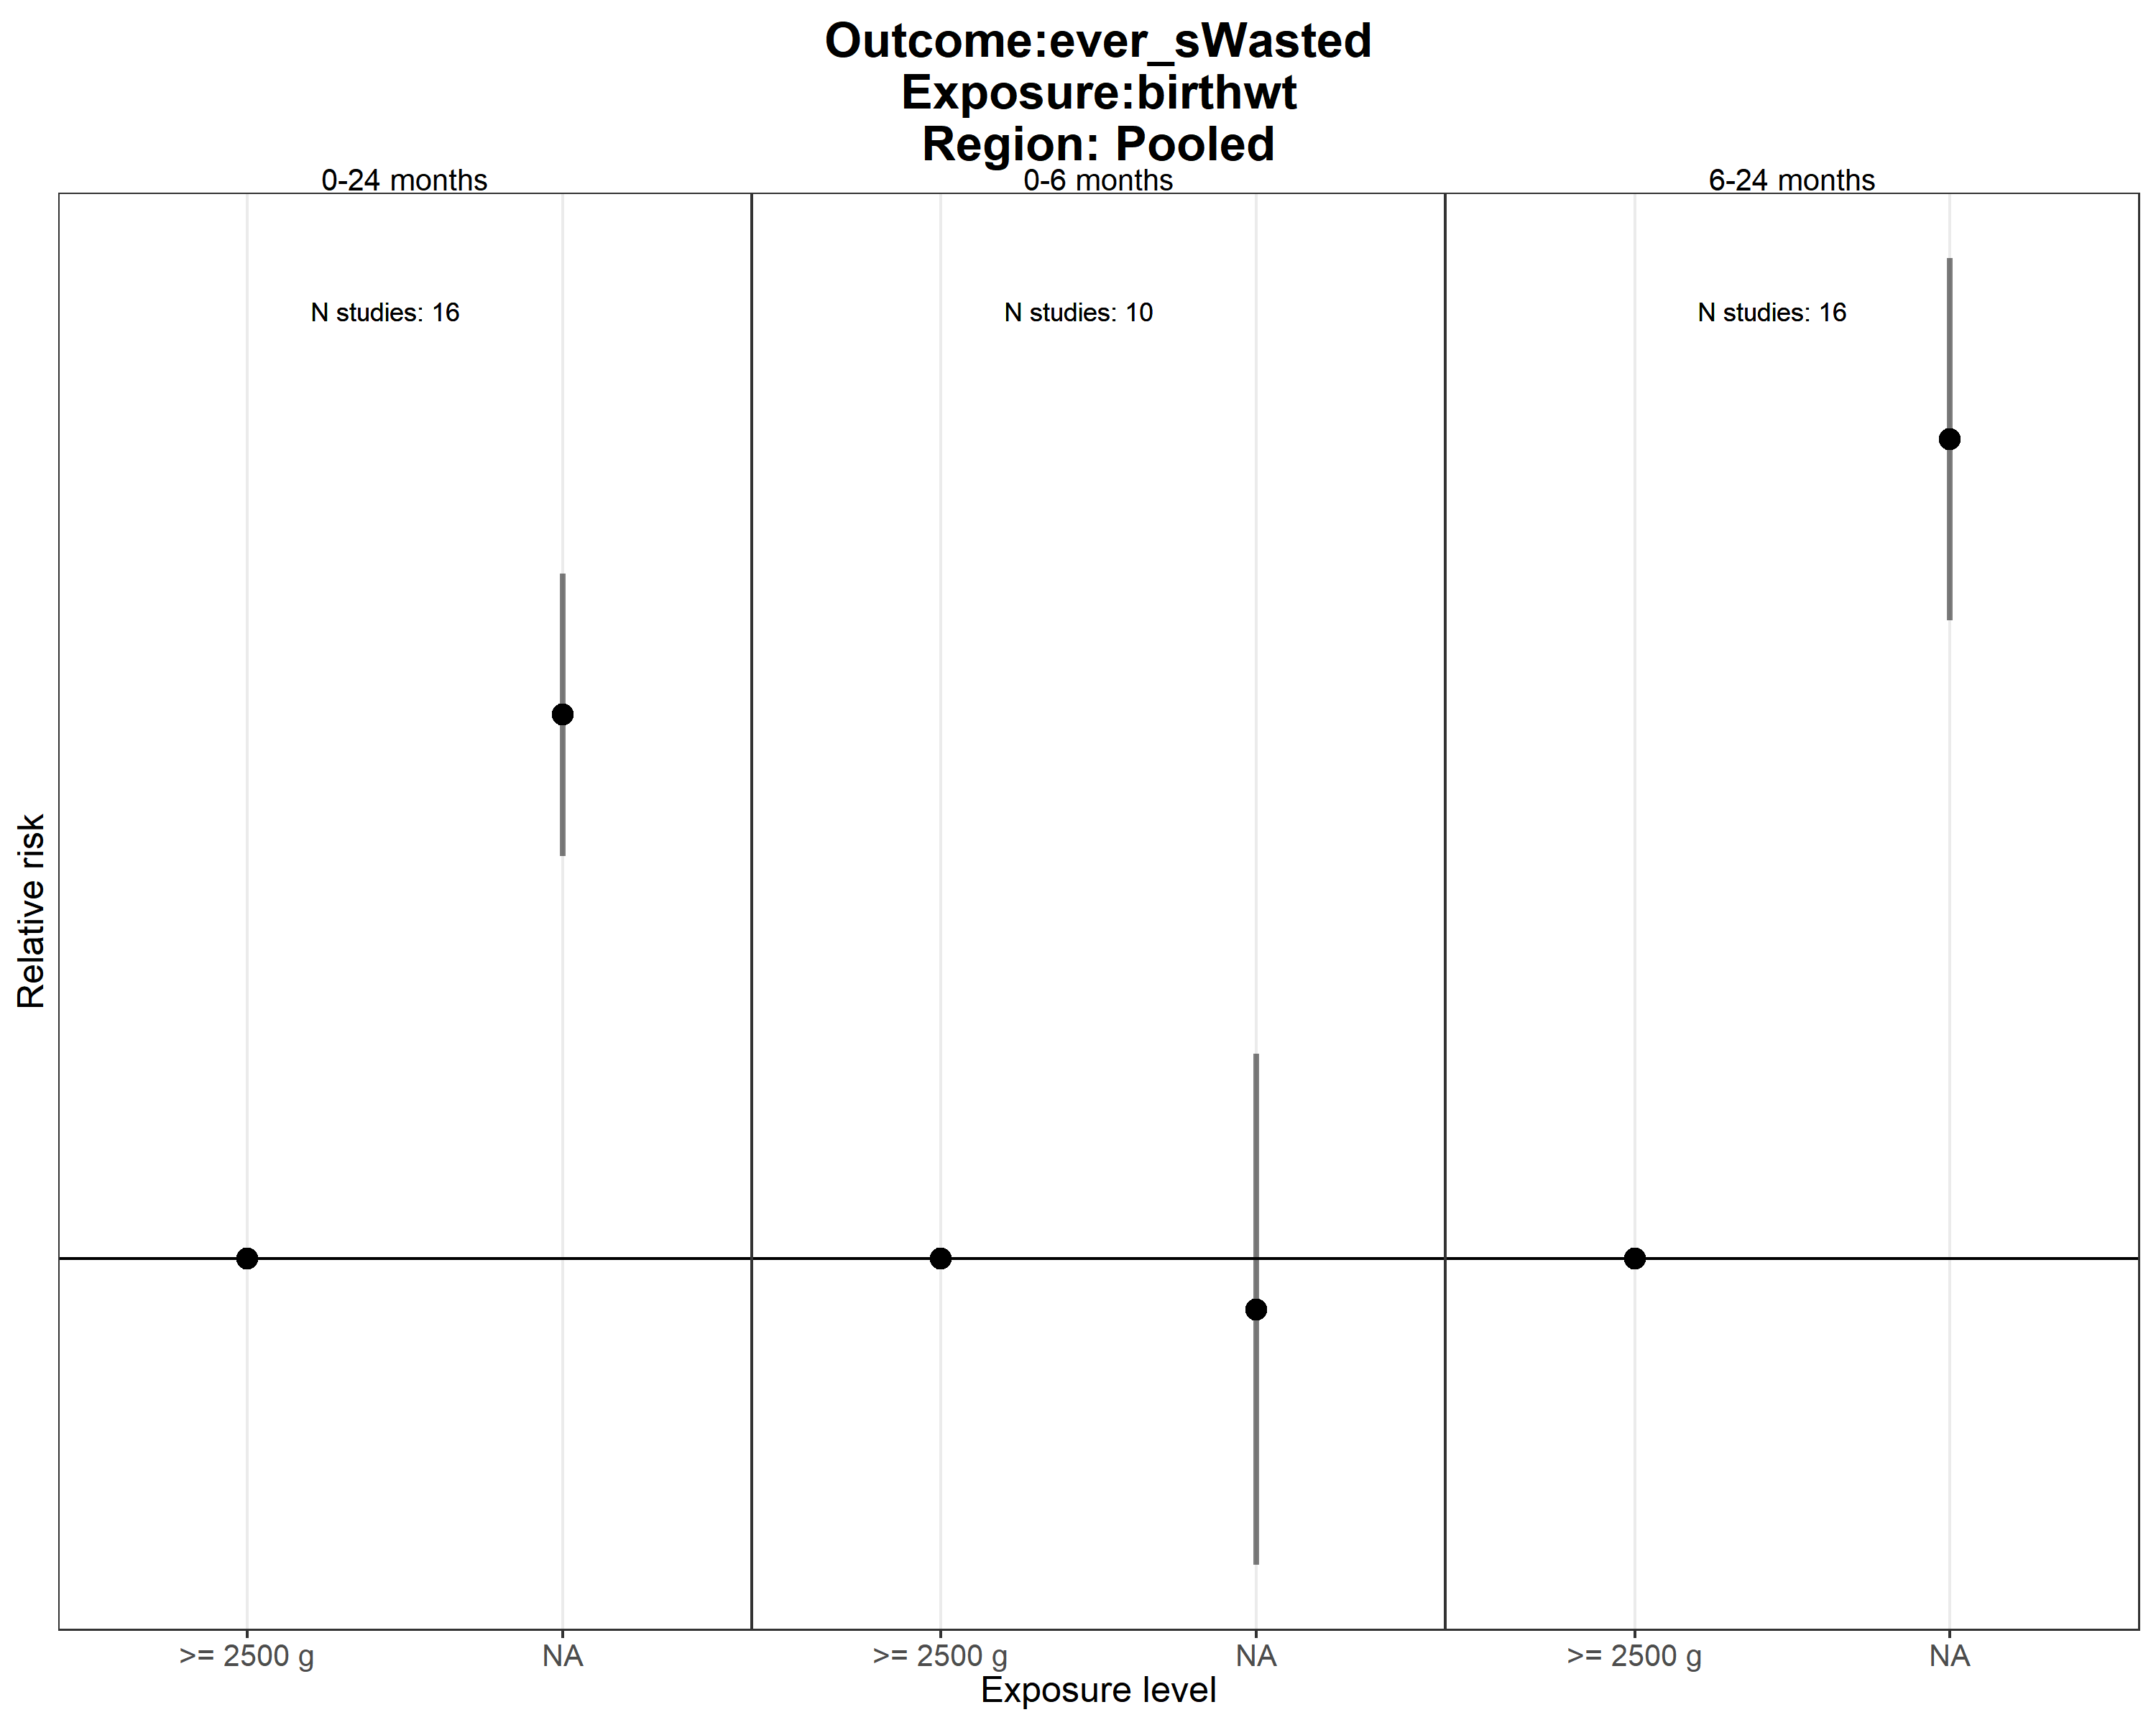 Outcome:ever_sWasted
Exposure:birthwt
Region: Pooled
0-24 months
0-6 months
6-24 months
N studies: 16
N studies: 10
N studies: 16
Relative risk
>= 2500 g
NA
>= 2500 g
NA
>= 2500 g
NA
Exposure level